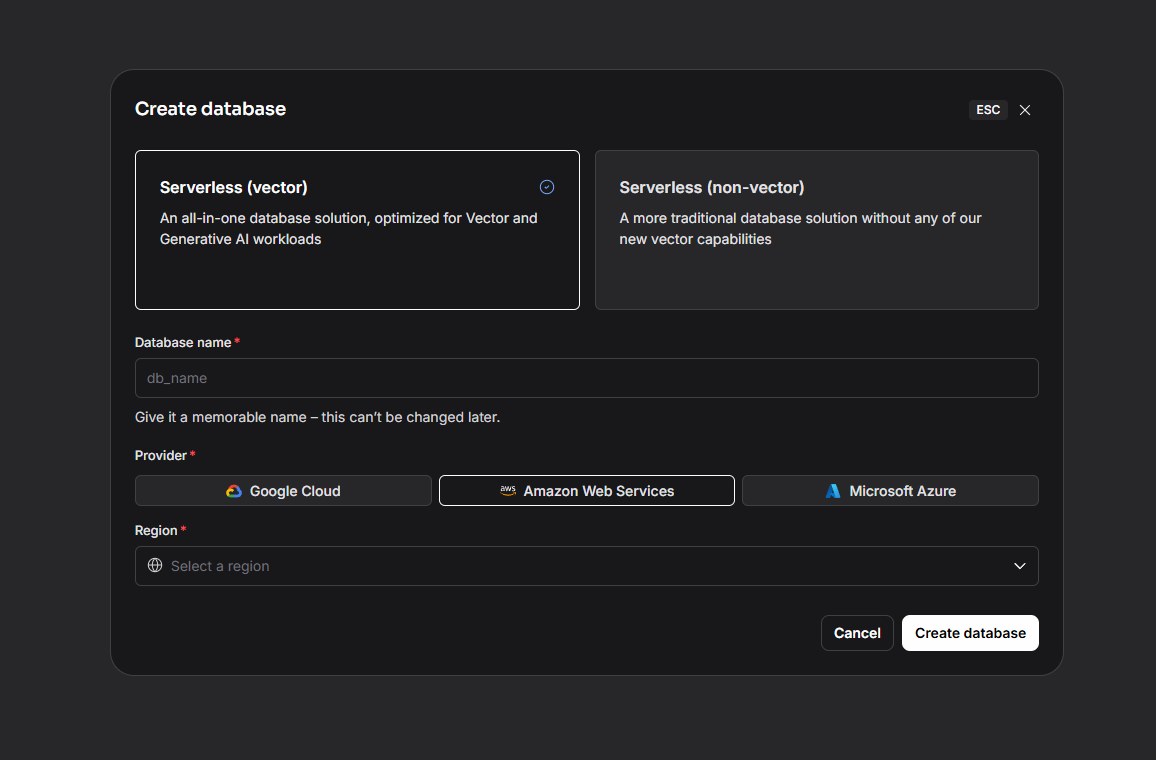 Create database
ESC
Serverless (vector)
An all-in-one database solution, optimized for Vector and
Generative AI workloads
Serverless (non-vector)
A more traditional database solution without any of our
new vector capabilities
Database name*
db_name
Give it a memorable name – this can’t be changed later.
Provider*
Google Cloud
aws Amazon Web Services
Microsoft Azure
Region*
Select a region
Cancel
Create database